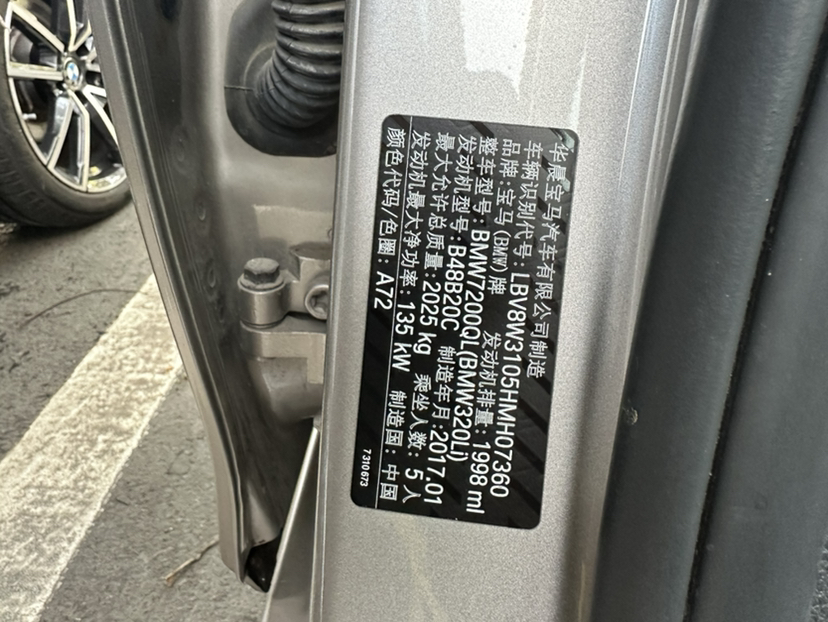 华晨宝马汽车有限公司制造
车辆识别代号:LBV8W3105HMH07360
品牌:宝马(BMW)牌 发动机排量:1998 ml
整车型号:BMW7200QL(BMW320Li)
发动机型号:B48B20C 制造年月:2017.01
最大允许总质量:2025 kg 乘坐人数:5人
发动机最大净功率:135 kW 制造国:中国
颜色代码/色圈:A72
7310673